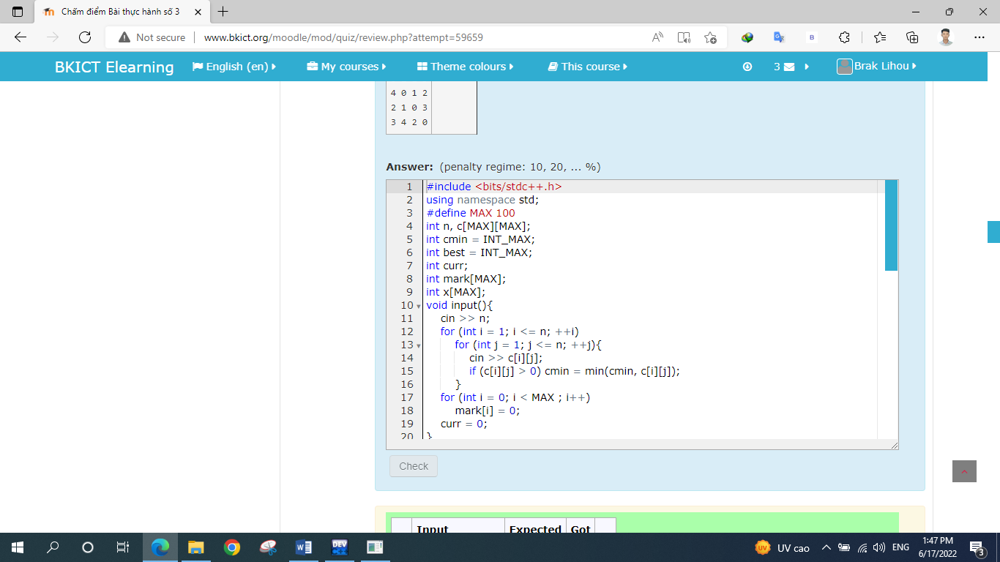 Chấm điểm Bài thực hành số 3
Not secure www.bkict.org/moodle/mod/quiz/review.php?attempt=59659
BKICT Elearning English (en) My courses Theme colours This course 3 Brak Lihou
4 0 1 2
2 1 0 3
3 4 2 0
Answer: (penalty regime: 10, 20, ... %)
1 #include <bits/stdc++.h>
2 using namespace std;
3 #define MAX 100
4 int n, c[MAX][MAX];
5 int cmin = INT_MAX;
6 int best = INT_MAX;
7 int curr;
8 int mark[MAX];
9 int x[MAX];
10 void input(){
11 cin >> n;
12 for (int i = 1; i <= n; ++i)
13 for (int j = 1; j <= n; ++j){
14 cin >> c[i][j];
15 if (c[i][j] > 0) cmin = min(cmin, c[i][j]);
16 }
17 for (int i = 0; i < MAX ; i++)
18 mark[i] = 0;
19 curr = 0;
20 }
Check
Input Expected Got
UV cao ENG 1:47 PM
6/17/2022 3